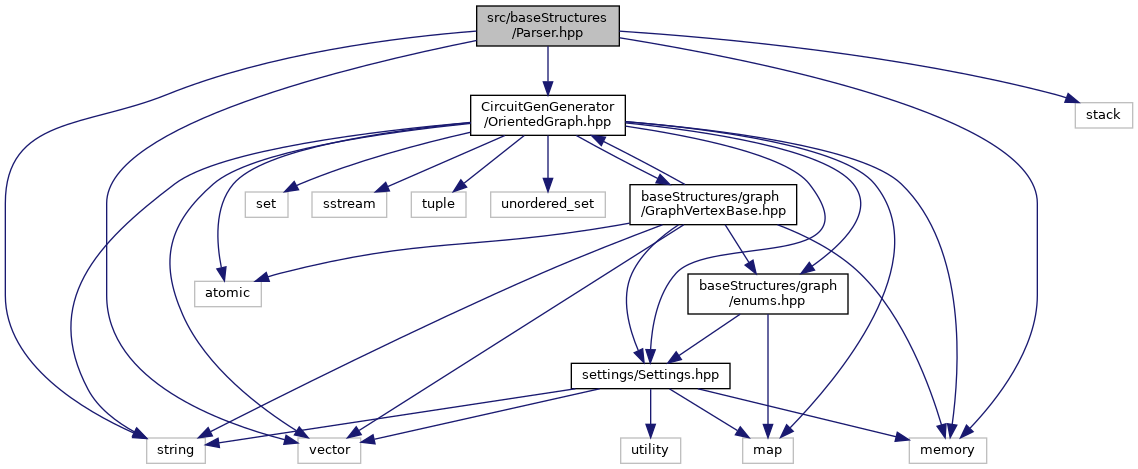 src/baseStructures
/Parser.hpp
CircuitGenGenerator
/OrientedGraph.hpp
stack
set
sstream
tuple
unordered_set
baseStructures/graph
/GraphVertexBase.hpp
atomic
baseStructures/graph
/enums.hpp
settings/Settings.hpp
string
vector
utility
map
memory